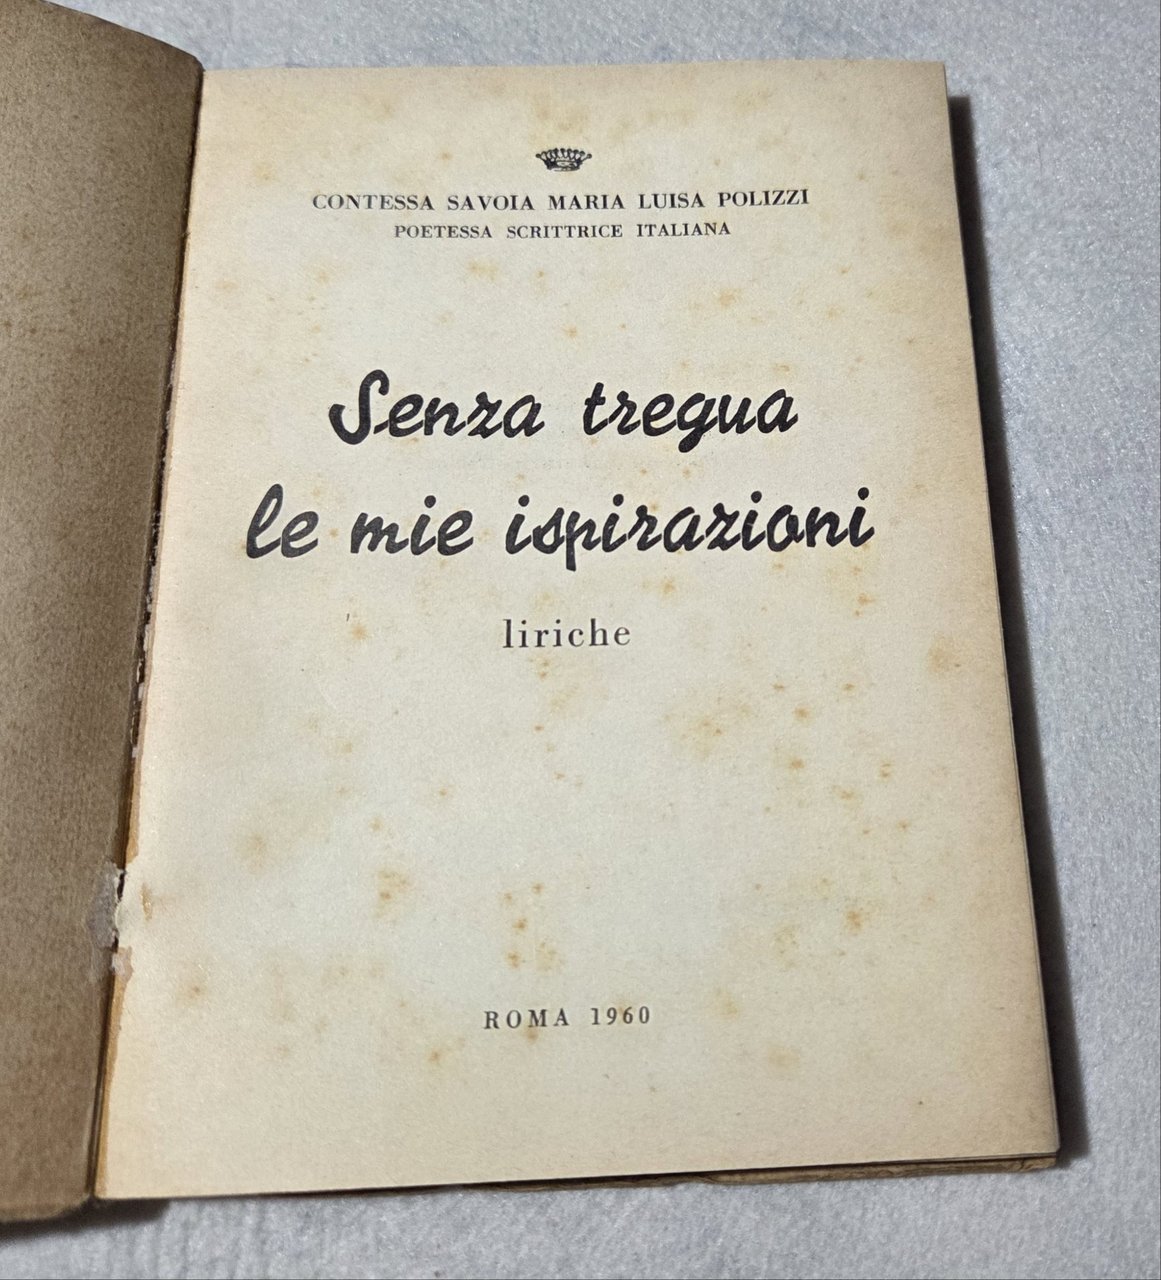 CONTESSA SAVOIA MARIA LUISA POLIZZI
POETESSA SCRITTRICE ITALIANA
Senza tregua
le mie ispirazioni
liriche
ROMA 1960